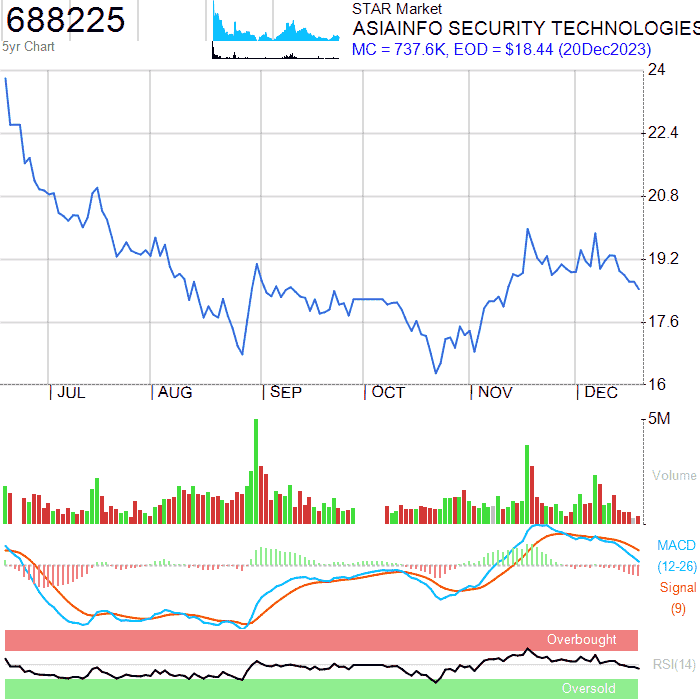 688225
5yr Chart
STAR Market
ASIAINFO SECURITY TECHNOLOGIES
MC = 737.6K, EOD = $18.44 (20Dec2023)
24
22.4
20.8
19.2
17.6
16
JUL AUG SEP OCT NOV DEC
5M
Volume
MACD
(12-26)
Signal
(9)
Overbought
RSI(14)
Oversold